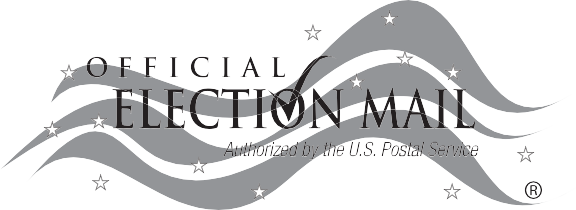 OFFICIAL
ELECTION MAIL
Authorized by the U.S. Postal Service
®